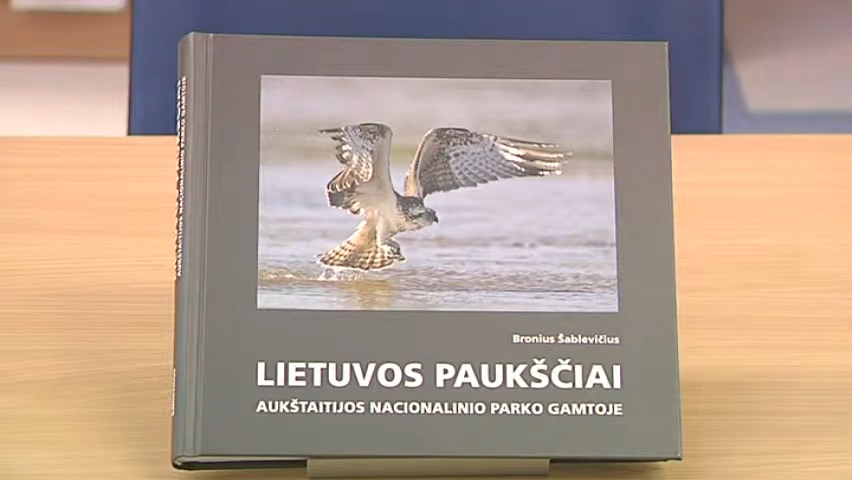 Bronius Šablevičius
LIETUVOS PAUKŠČIAI
AUKŠTAITIJOS NACIONALINIO PARKO GAMTOJE